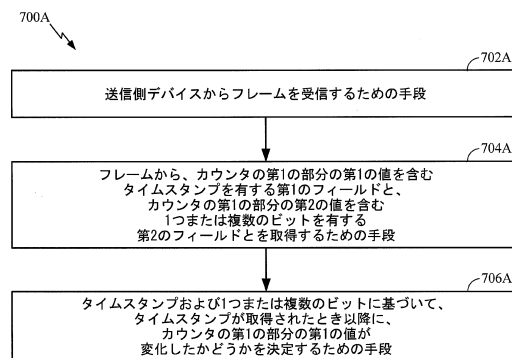 700A
702A
送信側デバイスからフレームを受信するための手段
704A
フレームから、カウンタの第1の部分の第1の値を含む
タイムスタンプを有する第1のフィールドと、
カウンタの第1の部分の第2の値を含む
1つまたは複数のビットを有する
第2のフィールドとを取得するための手段
706A
タイムスタンプおよび1つまたは複数のビットに基づいて、
タイムスタンプが取得されたとき以降に、
カウンタの第1の部分の第1の値が
変化したかどうかを決定するための手段